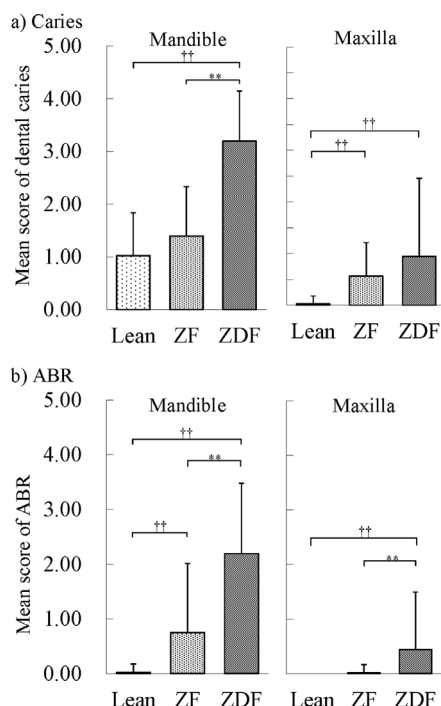 a) Caries
Mandible
Maxilla
Mean score of dental caries
5.00
4.00
3.00
2.00
1.00
0.00
††
**
††
††
Lean ZF ZDF
Lean ZF ZDF
b) ABR
Mandible
Maxilla
Mean score of ABR
5.00
4.00
3.00
2.00
1.00
0.00
††
**
††
††
**
Lean ZF ZDF
Lean ZF ZDF